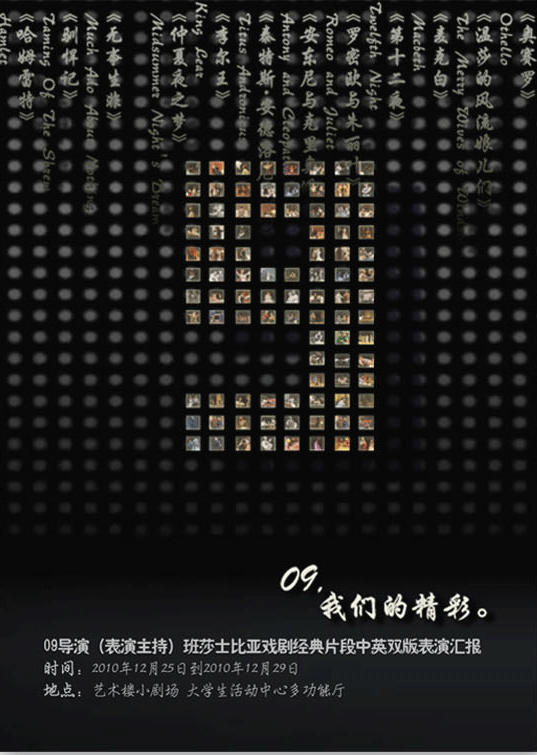 《奥赛罗》
Othello
《温莎的风流娘儿们》
The Merry Wives of
《麦克白》
Macbeth
《第十二夜》
Twelfth Night
《罗密欧与朱丽叶》
Romeo and Juliet
《安东尼与克里奥
Antony and Cleopat
《泰特斯·安德洛尼
Titus Andronicus
《李尔王》
King Lear
《仲夏夜之梦》
Midsummer Night's Dream
《无事生非》
Much Ado About Nothing
《驯悍记》
Taming Of The Shrew
《哈姆雷特》
Hamlet
09,
我们的精彩。
09导演（表演主持）班莎士比亚戏剧经典片段中英双版表演汇报
时间：2010年12月25日到2010年12月29日
地点：艺术楼小剧场 大学生活动中心多功能厅